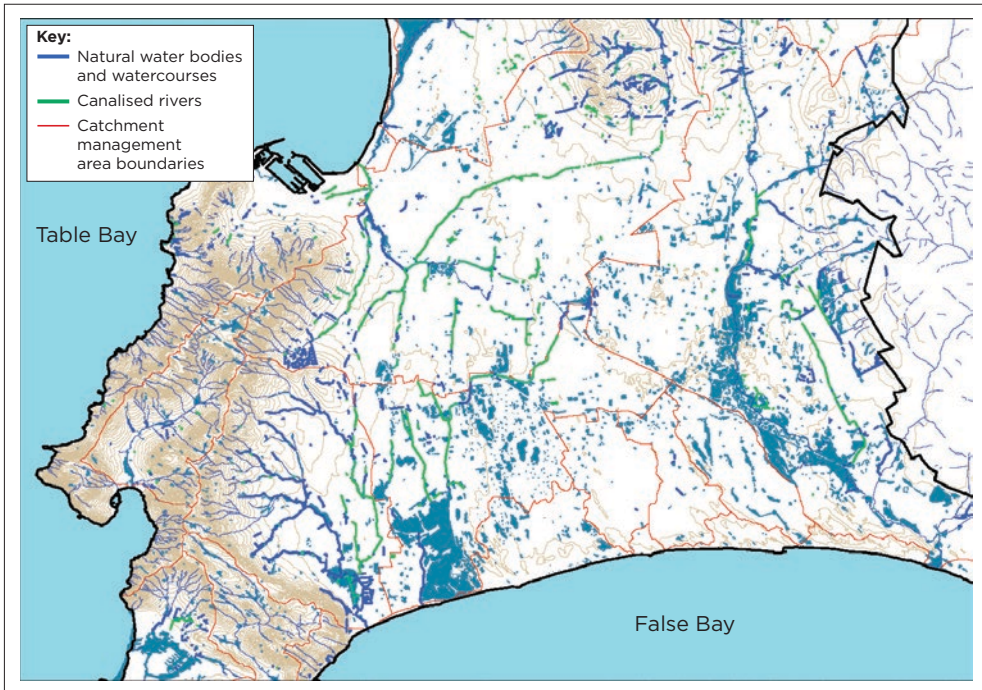 Key:
Natural water bodies
and watercourses
Canalised rivers
Catchment
management
area boundaries
Table Bay
False Bay